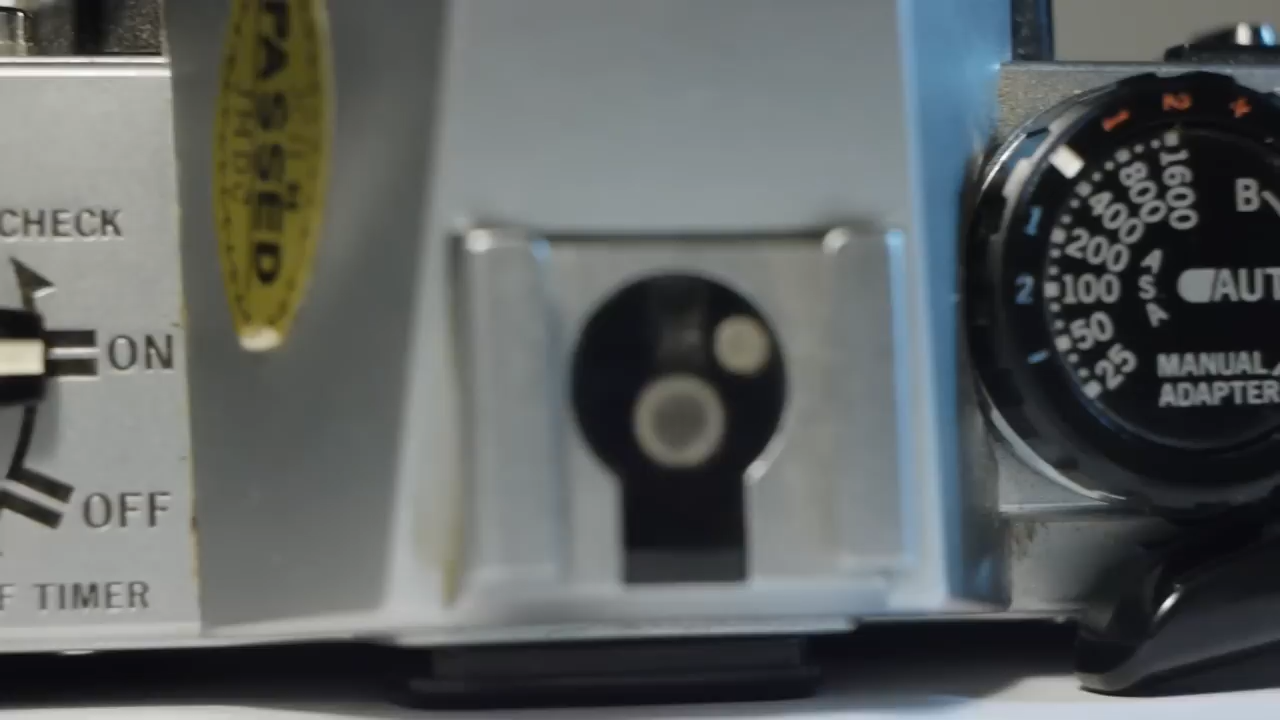 CHECK
ON
OFF
F TIMER
PASSED
1 2
1600
800
400
200
100
50
25
ASA
1
2
B
AUT
MANUAL
ADAPTER